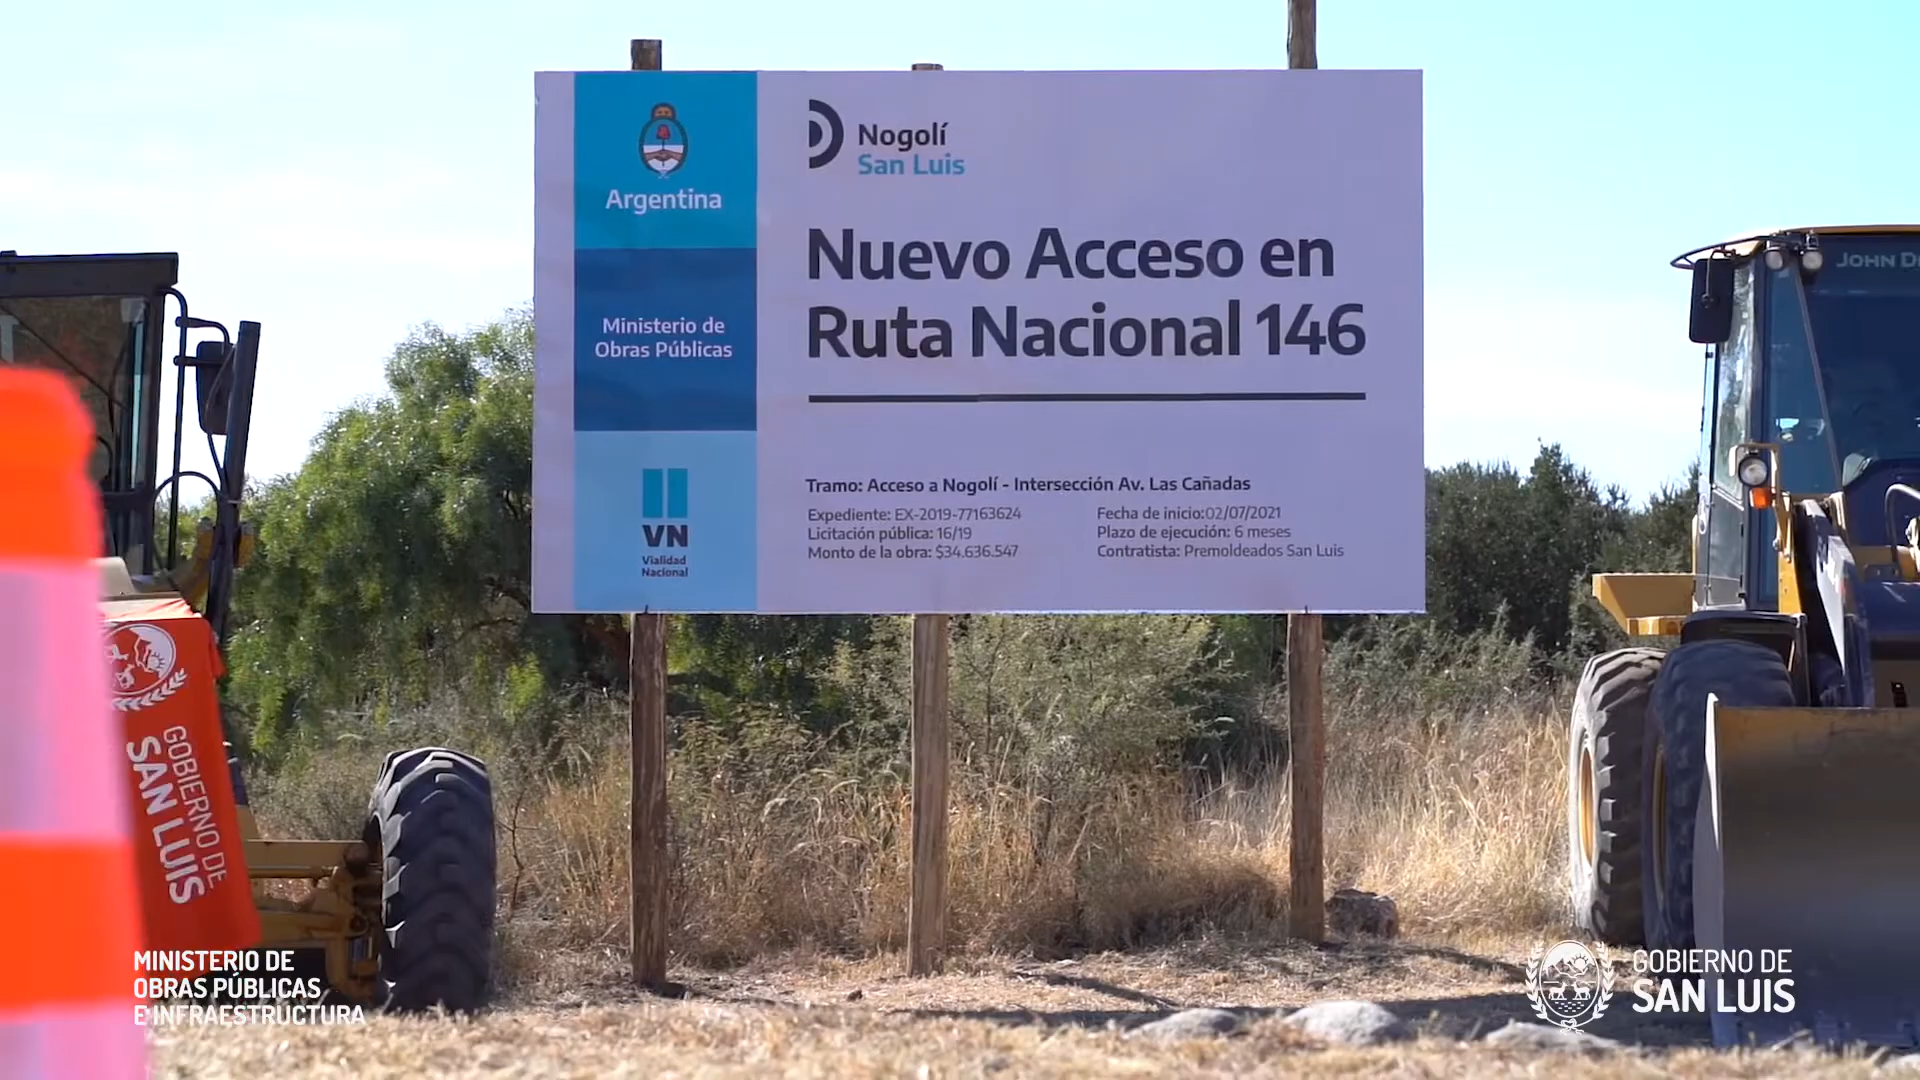 Argentina
Ministerio de
Obras Públicas
VN
Vialidad
Nacional
Nogolí
San Luis
Nuevo Acceso en
Ruta Nacional 146
Tramo: Acceso a Nogolí - Intersección Av. Las Cañadas
Expediente: EX-2019-77163624
Licitación pública: 16/19
Monto de la obra: $34.636.547
Fecha de inicio:02/07/2021
Plazo de ejecución: 6 meses
Contratista: Premoldeados San Luis
JOHN D
GOBIERNO DE
SAN LUIS
MINISTERIO DE
OBRAS PÚBLICAS
E INFRAESTRUCTURA
GOBIERNO DE
SAN LUIS